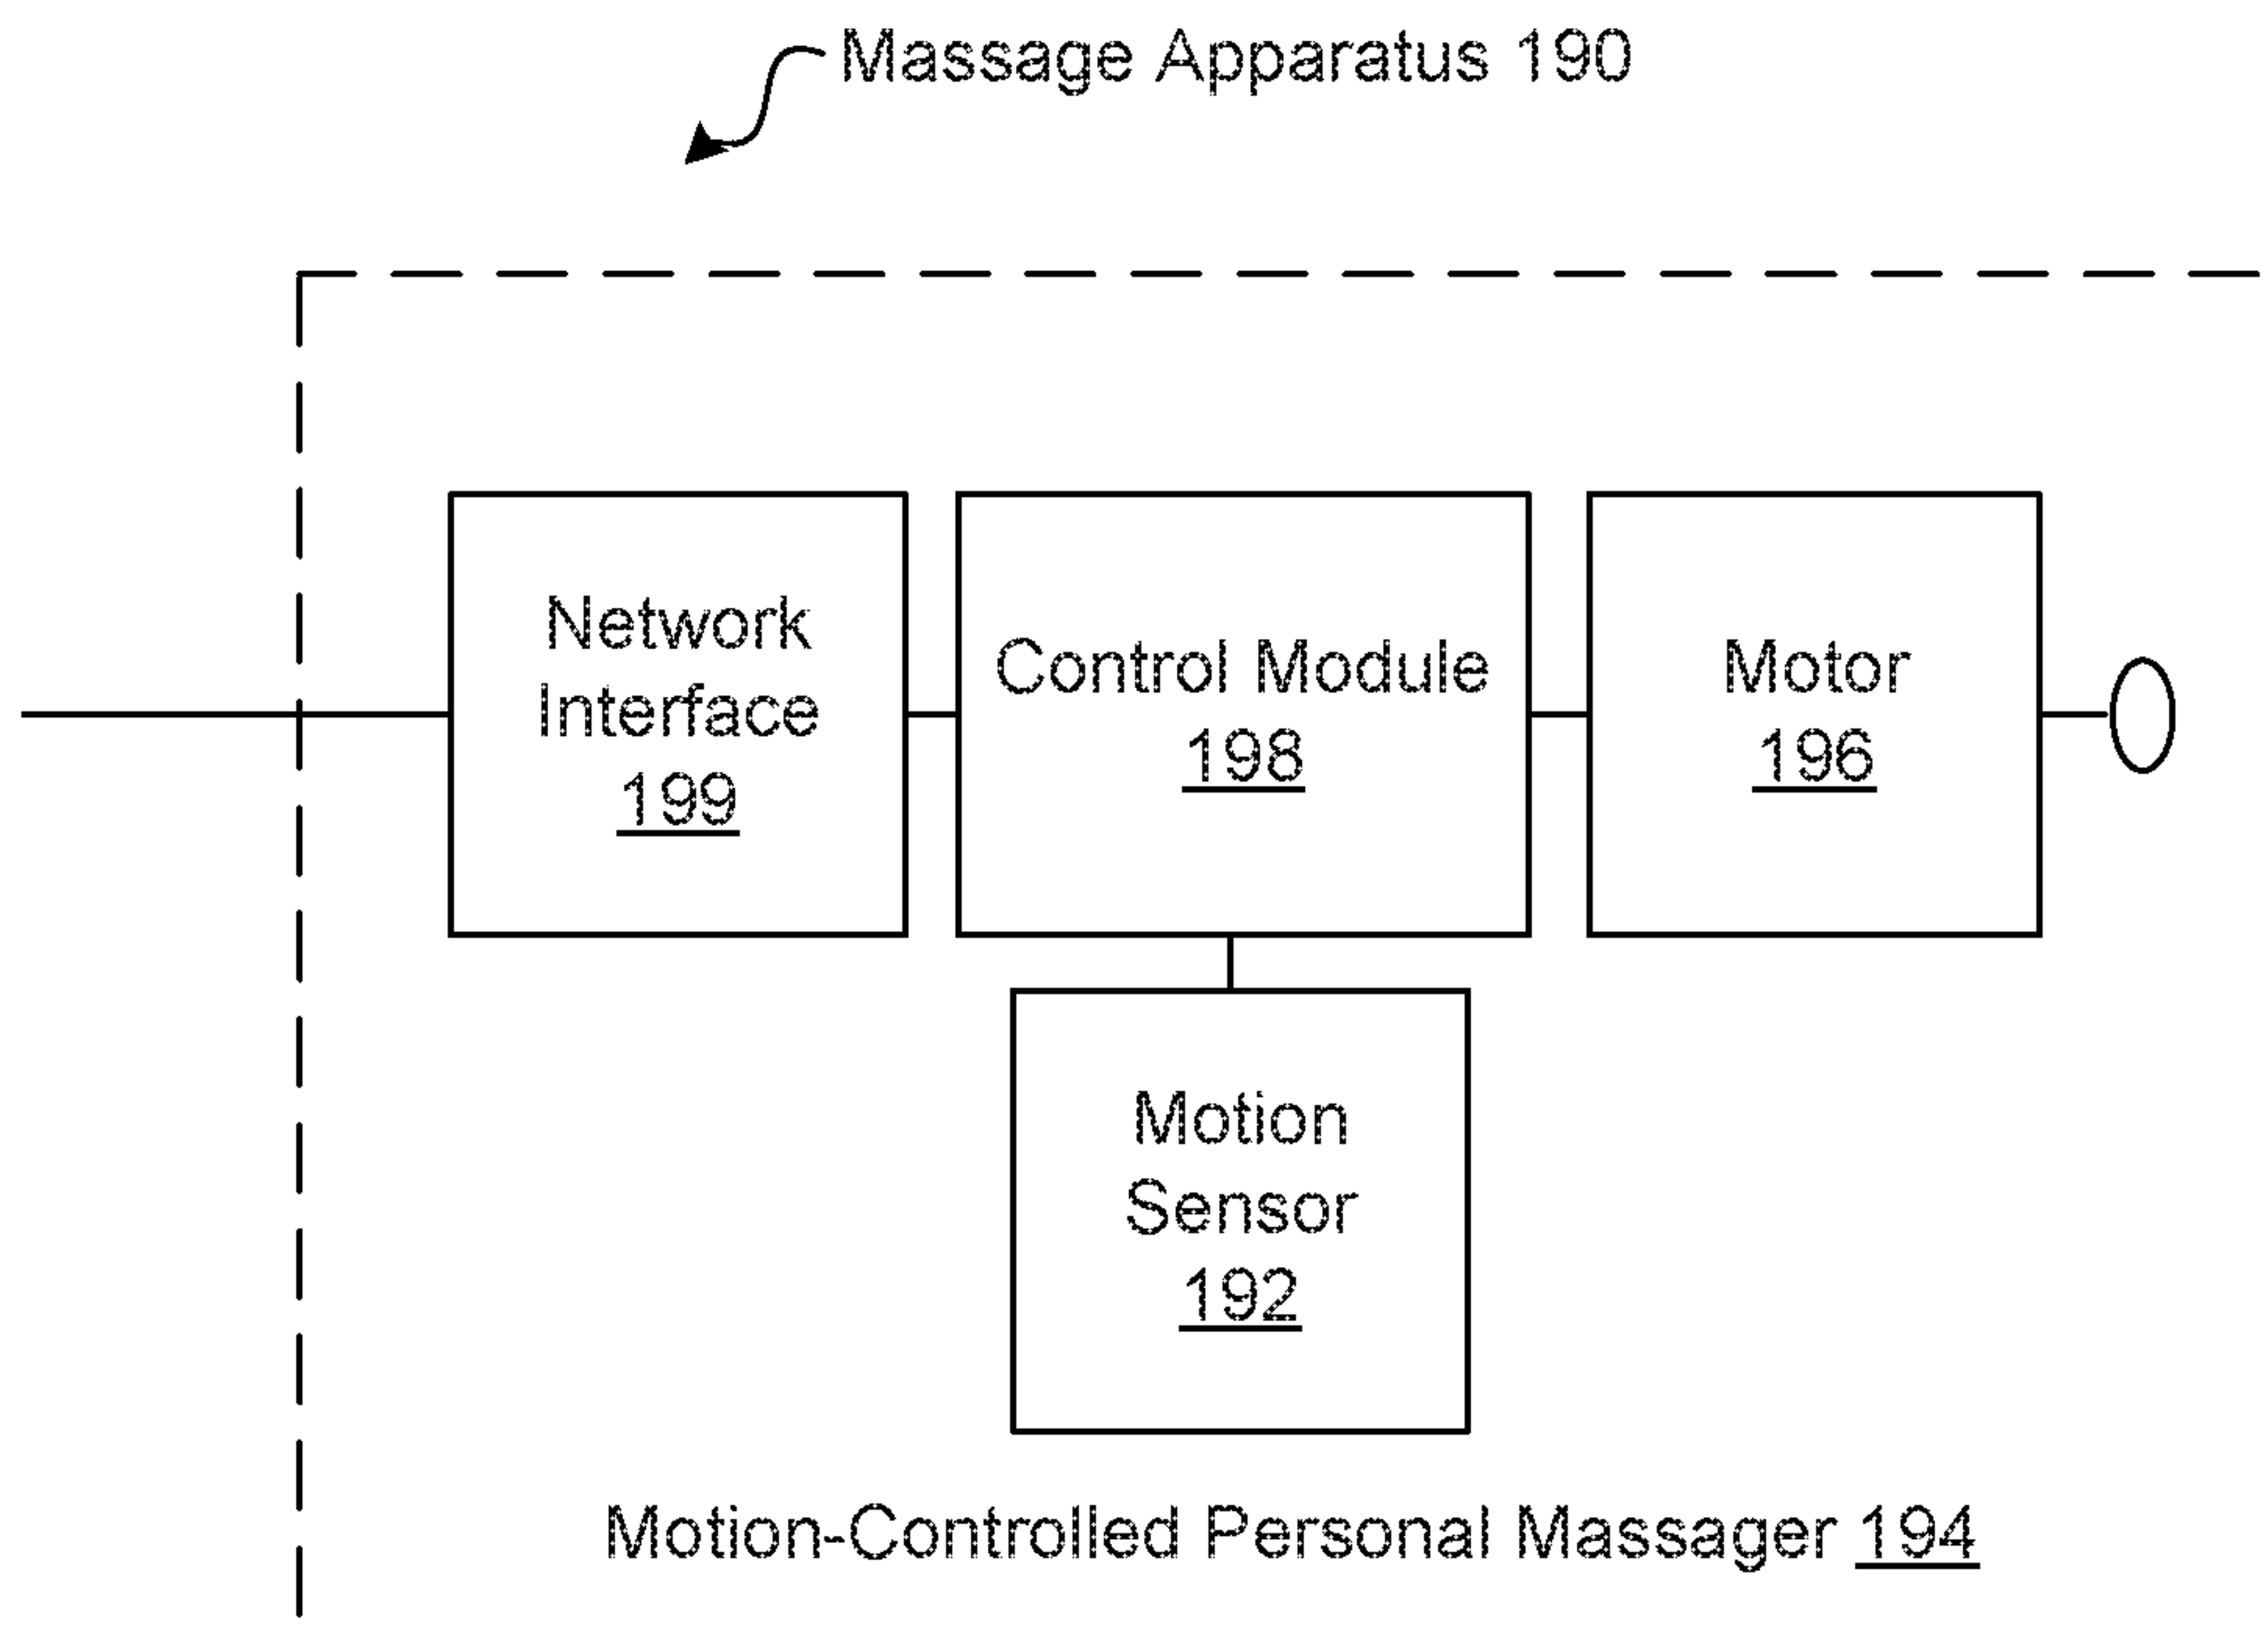 Massage Apparatus 190
Network
Interface
199
Control Module
198
Motor
196
Motion
Sensor
192
Motion-Controlled Personal Massager 194